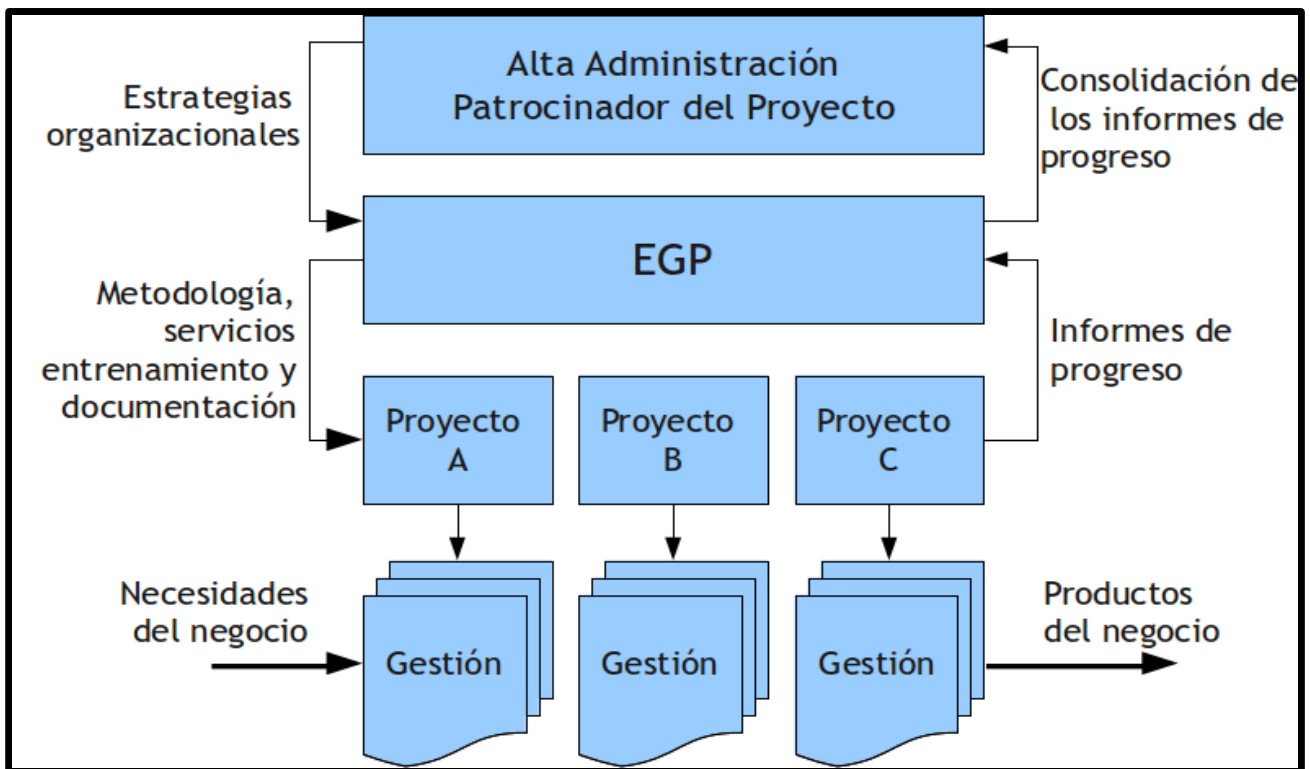 Alta Administración
Patrocinador del Proyecto
Estrategias
organizacionales
Consolidación de
los informes de
progreso
EGP
Metodología,
servicios
entrenamiento y
documentación
Informes de
progreso
Proyecto
A
Proyecto
B
Proyecto
C
Necesidades
del negocio
Gestión
Gestión
Gestión
Productos
del negocio